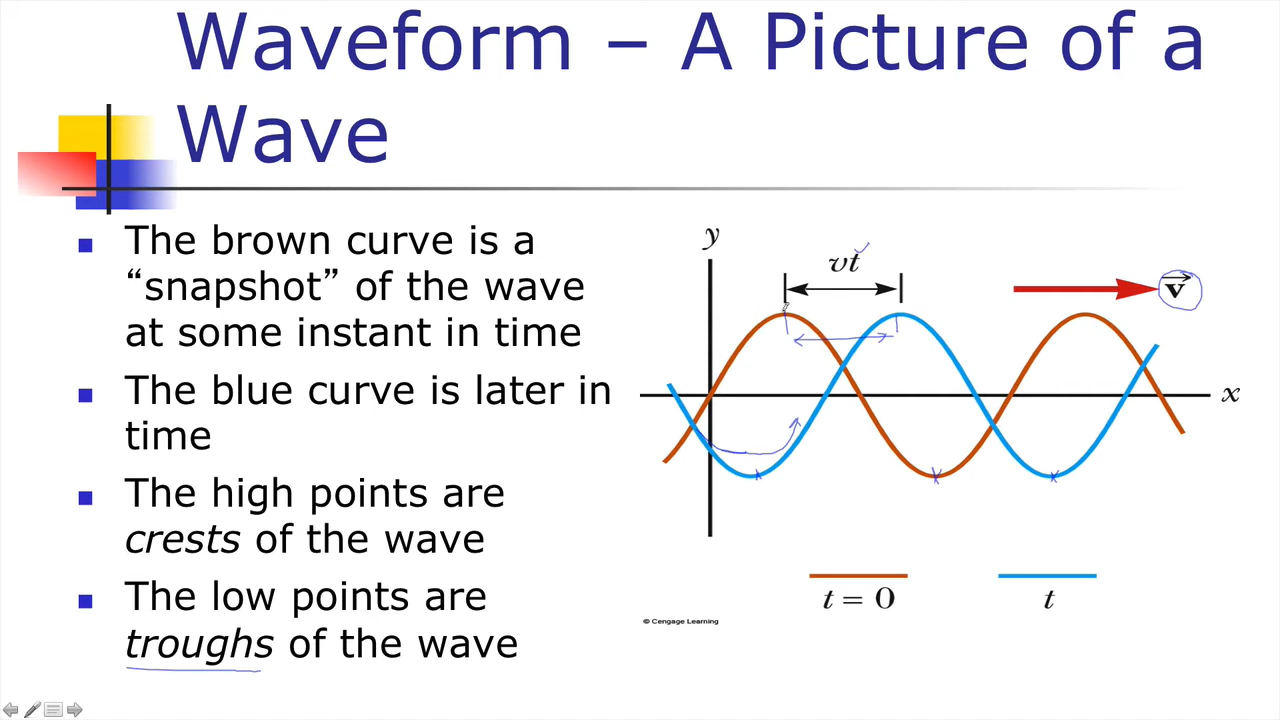 Waveform – A Picture of a
Wave
The brown curve is a
“snapshot” of the wave
at some instant in time
The blue curve is later in
time
The high points are
crests of the wave
The low points are
troughs of the wave
y
vt
v
x
t = 0
t
© Cengage Learning